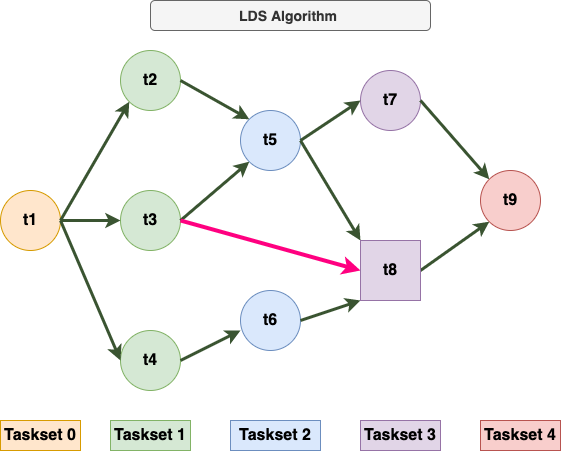 LDS Algorithm
t2
t7
t5
t9
t1
t3
t8
t6
t4
Taskset 0
Taskset 1
Taskset 2
Taskset 3
Taskset 4